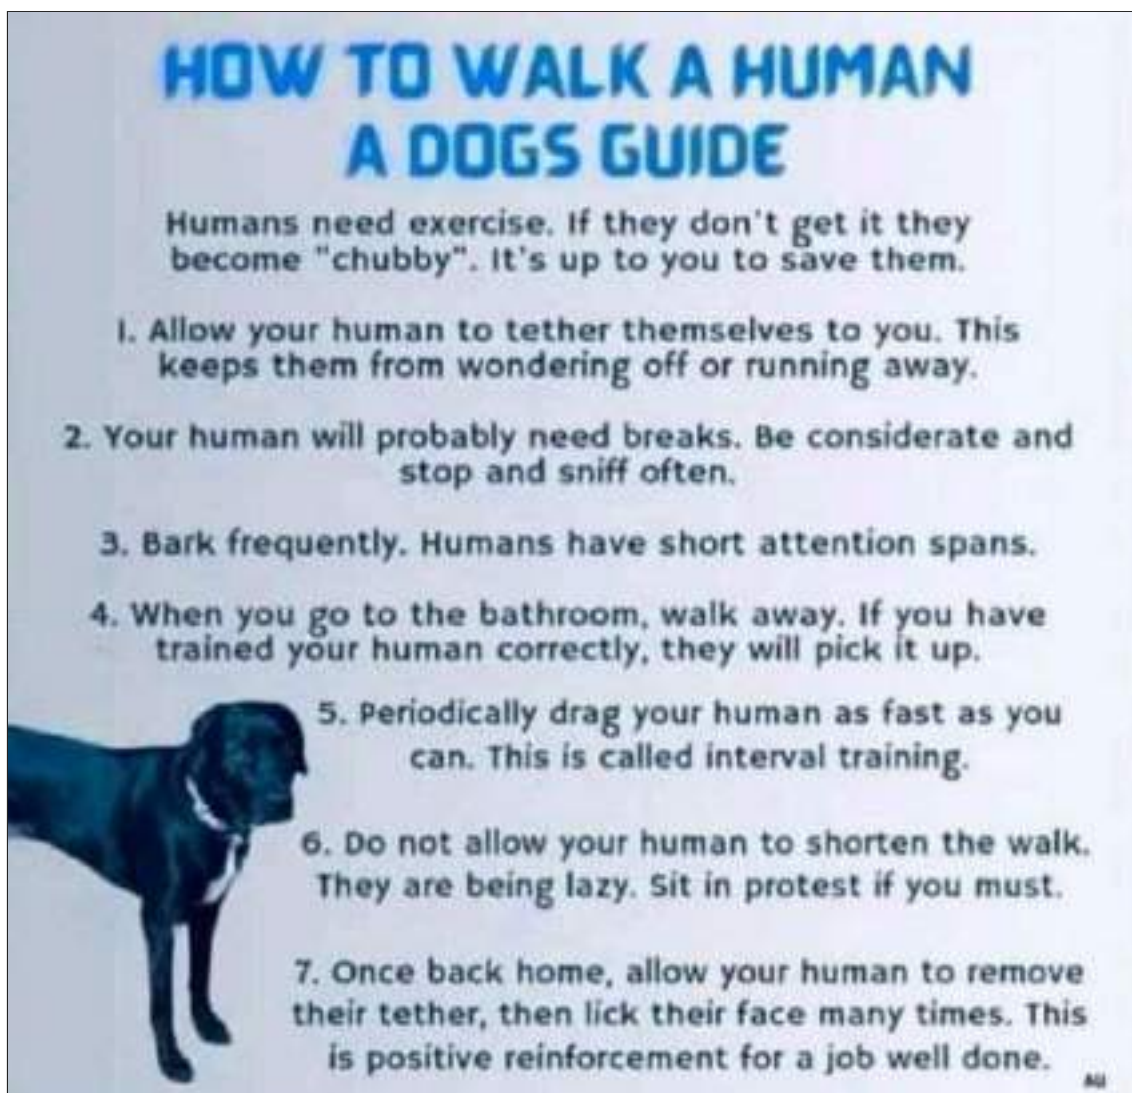 HOW TO WALK A HUMAN
A DOGS GUIDE
Humans need exercise. If they don't get it they
become "chubby". It's up to you to save them.
1. Allow your human to tether themselves to you. This
keeps them from wondering off or running away.
2. Your human will probably need breaks. Be considerate and
stop and sniff often.
3. Bark frequently. Humans have short attention spans.
4. When you go to the bathroom, walk away. If you have
trained your human correctly, they will pick it up.
5. Periodically drag your human as fast as you
can. This is called interval training.
6. Do not allow your human to shorten the walk.
They are being lazy. Sit in protest if you must.
7. Once back home, allow your human to remove
their tether, then lick their face many times. This
is positive reinforcement for a job well done.